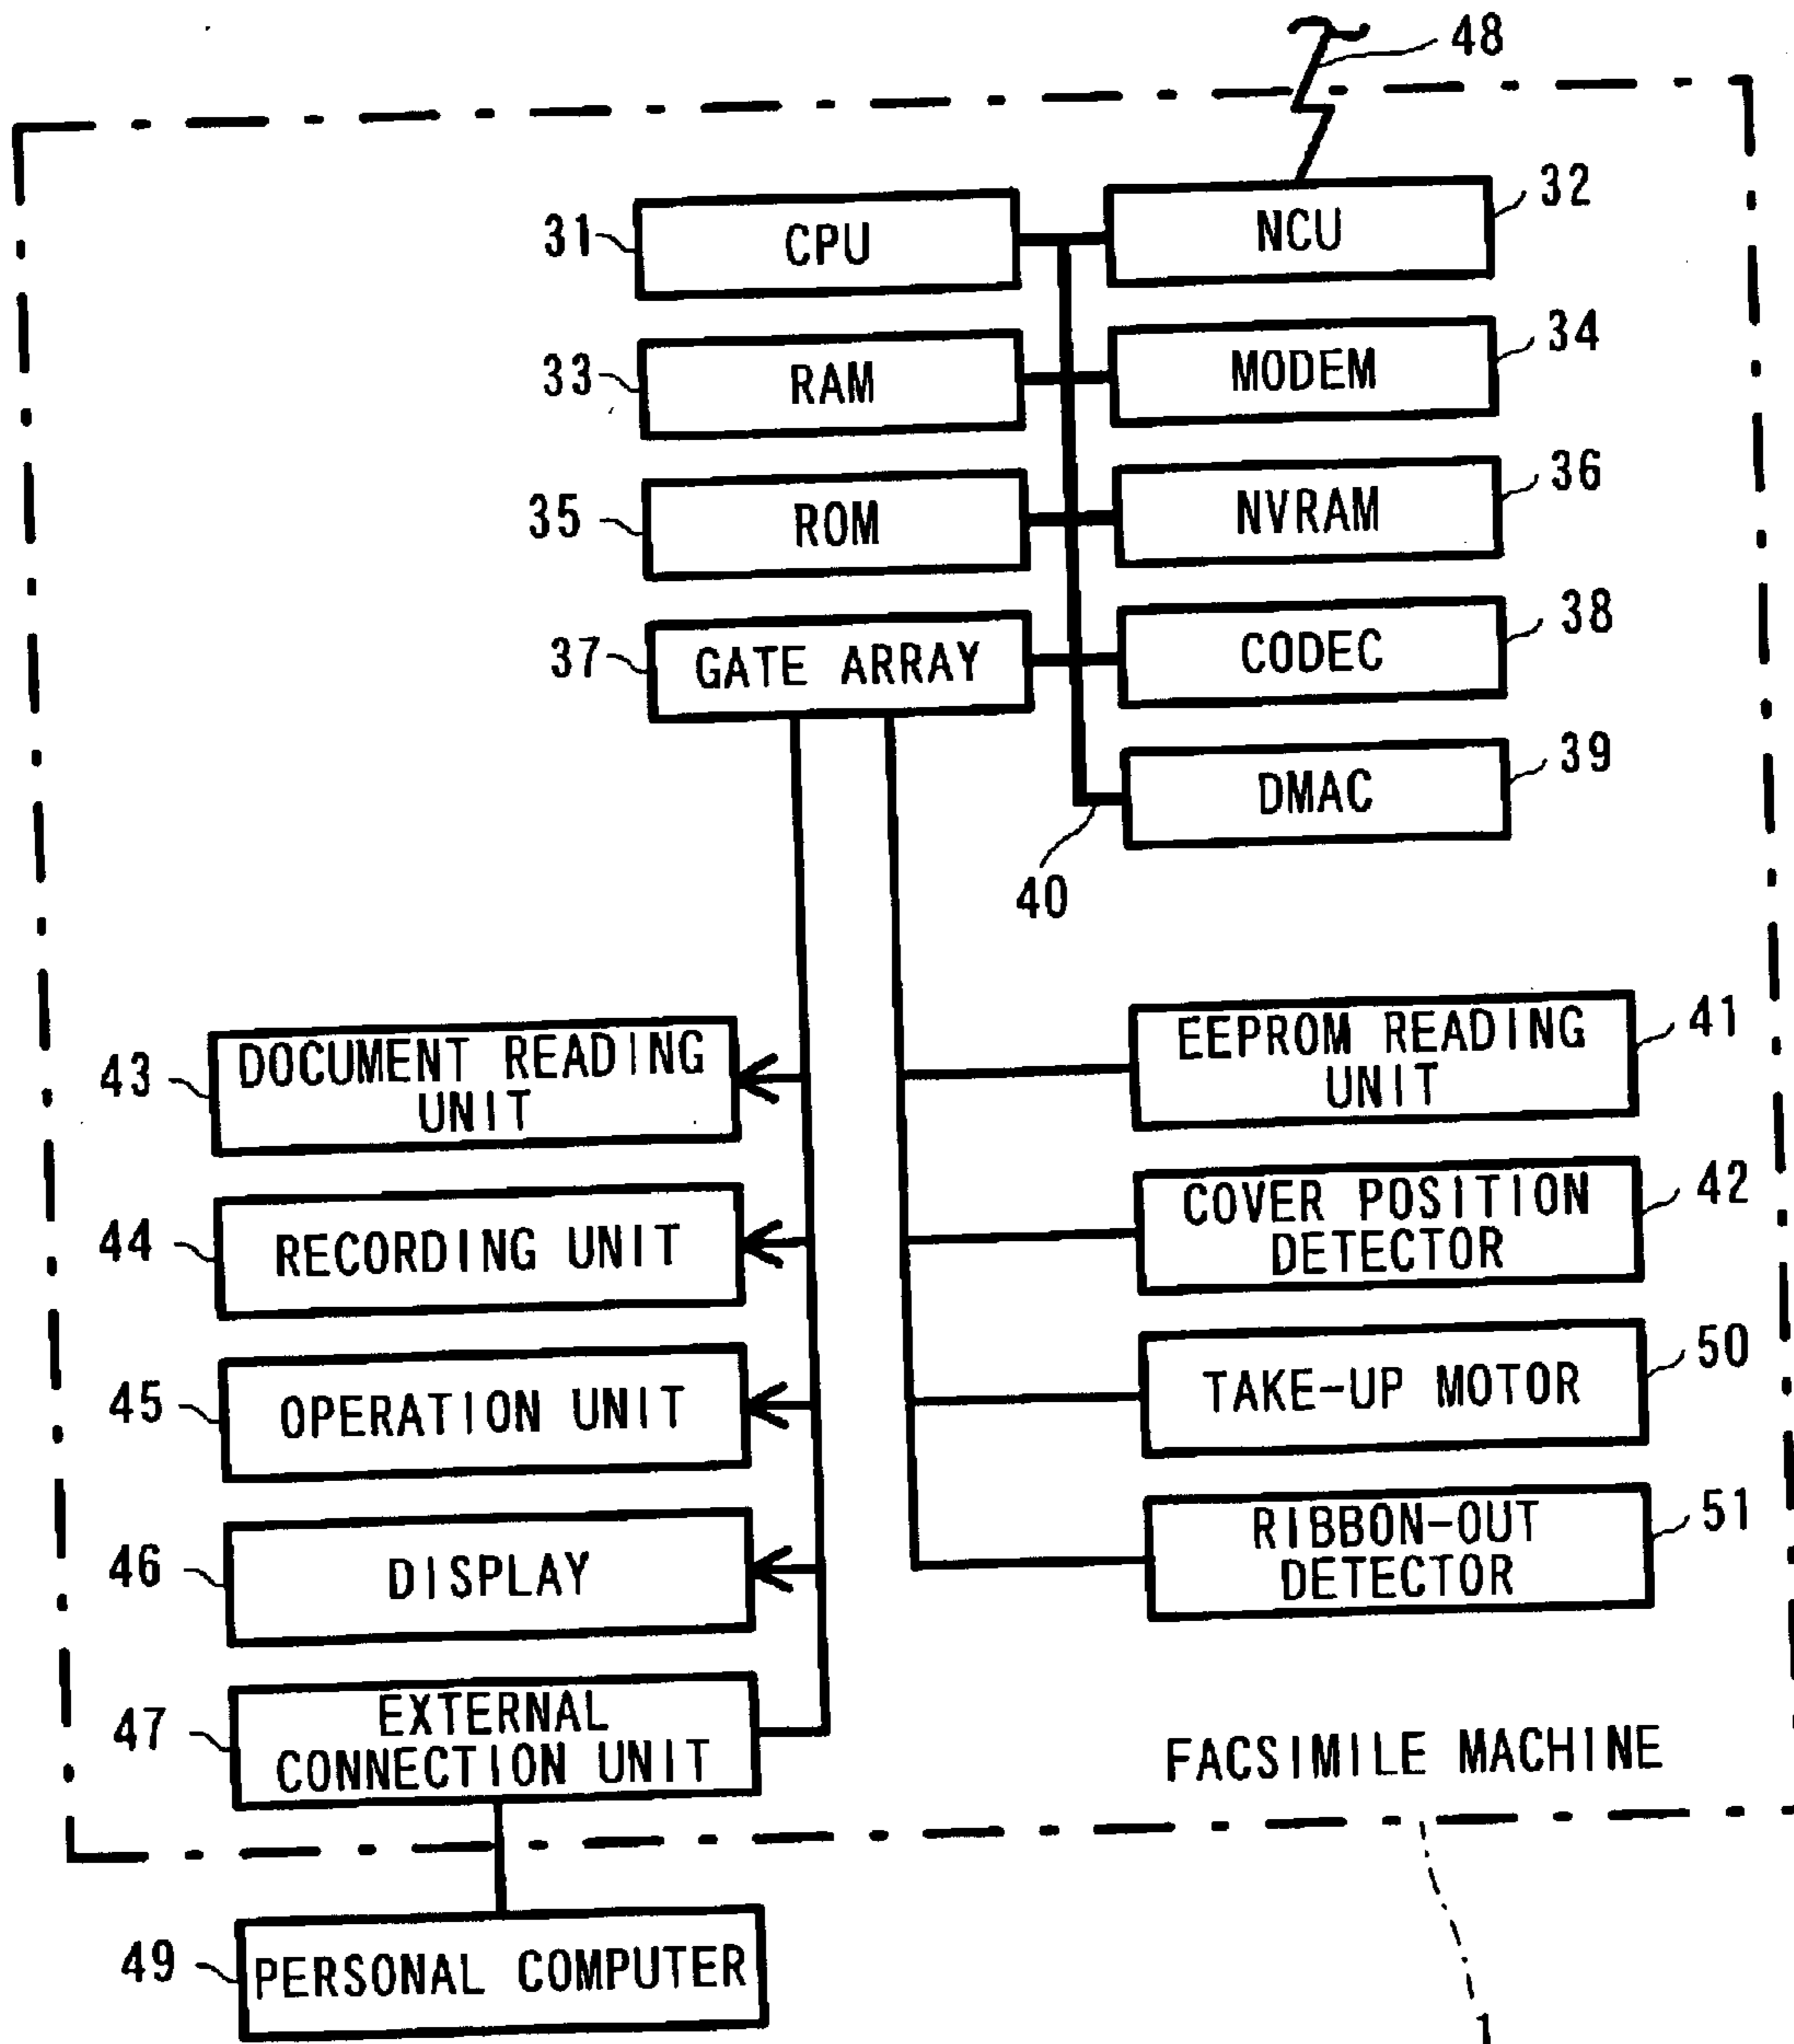 48
31 CPU
NCU 32
33 RAM
MODEM 34
35 ROM
NVRAM 36
37 GATE ARRAY
CODEC 38
DMAC 39
40
43 DOCUMENT READING
UNIT
EEPROM READING
UNIT
41
44 RECORDING UNIT
COVER POSITION
DETECTOR
42
45 OPERATION UNIT
TAKE-UP MOTOR 50
46 DISPLAY
RIBBON-OUT
DETECTOR
51
47 EXTERNAL
CONNECTION UNIT
FACSIMILE MACHINE
49 PERSONAL COMPUTER
1